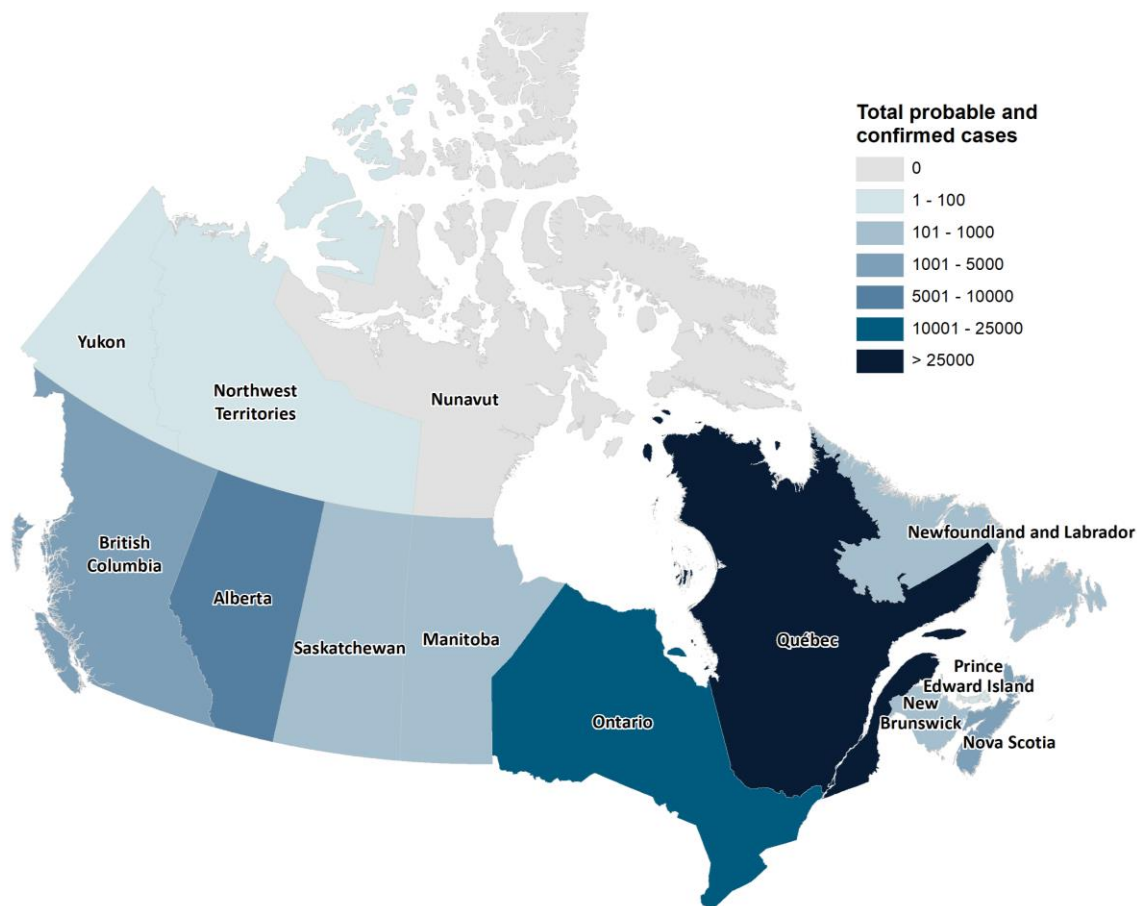 Total probable and
confirmed cases
0
1 - 100
101 - 1000
1001 - 5000
5001 - 10000
10001 - 25000
> 25000
Yukon
Northwest
Territories
Nunavut
British
Columbia
Alberta
Saskatchewan
Manitoba
Ontario
Québec
Newfoundland and Labrador
Prince
Edward Island
New
Brunswick
Nova Scotia